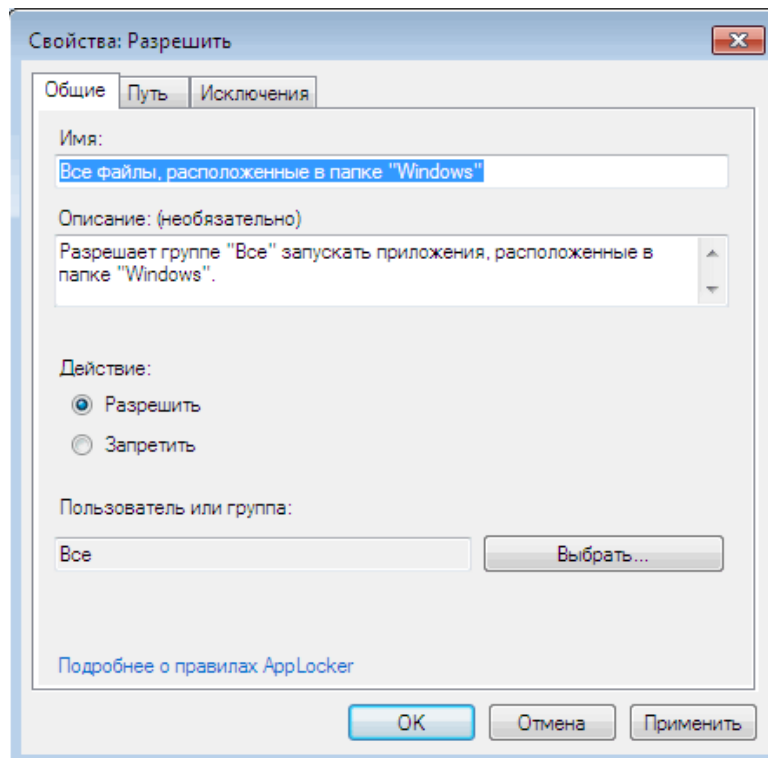 Свойства: Разрешить
Общие Путь Исключения
Имя:
Все файлы, расположенные в папке "Windows"
Описание: (необязательно)
Разрешает группе "Все" запускать приложения, расположенные в
папке "Windows".
Действие:
Разрешить
Запретить
Пользователь или группа:
Все Выбрать...
Подробнее о правилах AppLocker
OK Отмена Применить